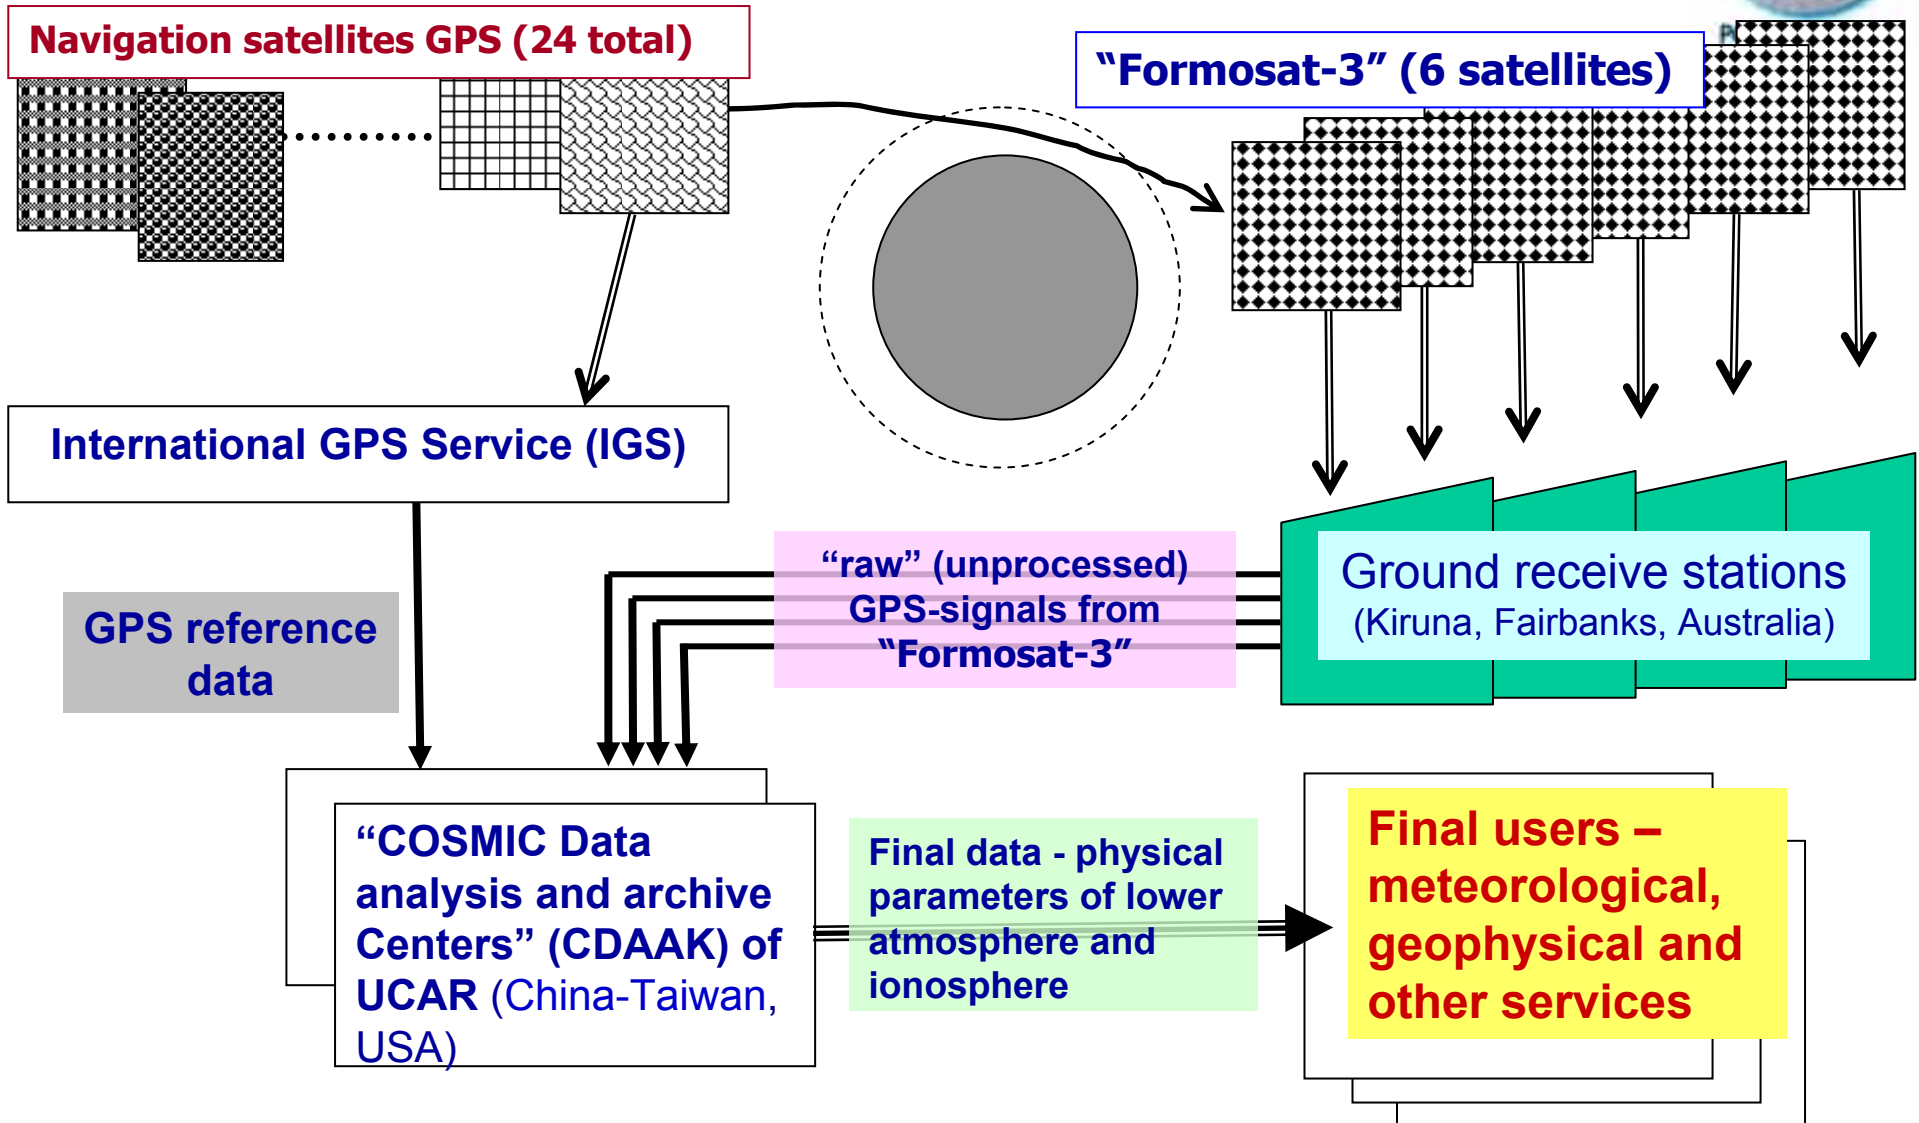 Navigation satellites GPS (24 total)
“Formosat-3” (6 satellites)
International GPS Service (IGS)
GPS reference
data
“raw” (unprocessed)
GPS-signals from
“Formosat-3”
Ground receive stations
(Kiruna, Fairbanks, Australia)
“COSMIC Data
analysis and archive
Centers” (CDAAK) of
UCAR (China-Taiwan,
USA)
Final data - physical
parameters of lower
atmosphere and
ionosphere
Final users –
meteorological,
geophysical and
other services